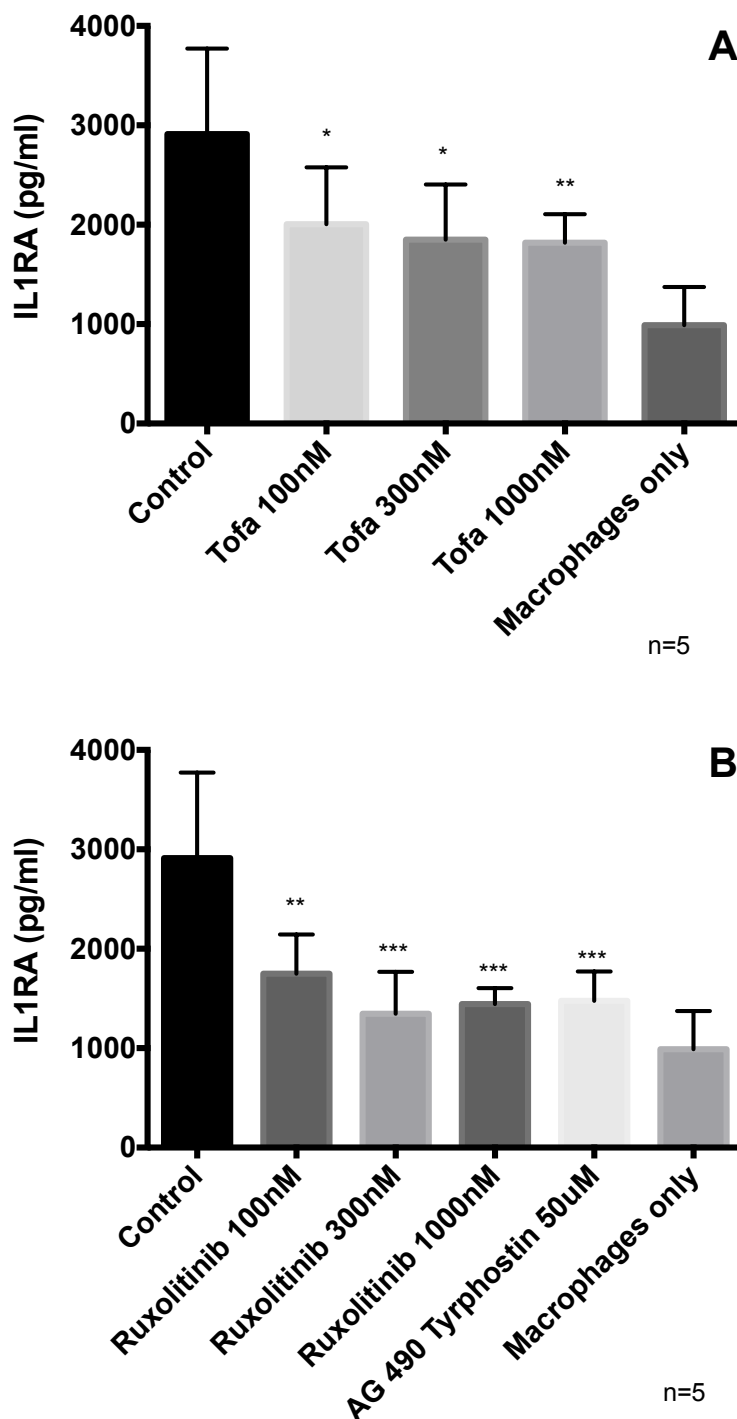 A
IL1RA (pg/ml)
4000
3000
2000
1000
0
*
*
**
Control
Tofa 100nM
Tofa 300nM
Tofa 1000nM
Macrophages only
n=5
B
IL1RA (pg/ml)
4000
3000
2000
1000
0
**
***
***
***
Control
Ruxolitinib 100nM
Ruxolitinib 300nM
Ruxolitinib 1000nM
AG 490 Tyrphostin 50uM
Macrophages only
n=5